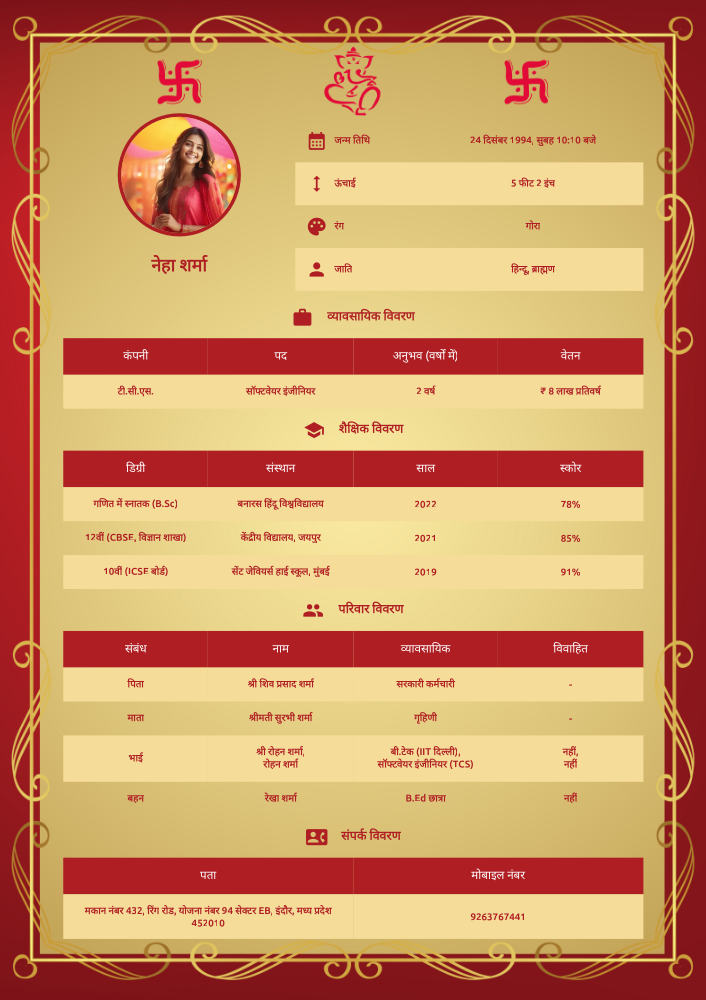 जन्म तिथि 24 दिसंबर 1994, सुबह 10:10 बजे
ऊंचाई 5 फीट 2 इंच
रंग गोरा
जाति हिन्दू, ब्राह्मण
नेहा शर्मा
व्यावसायिक विवरण
कंपनी पद अनुभव (वर्षों में) वेतन
टी.सी.एस. सॉफ्टवेयर इंजीनियर 2 वर्ष ₹ 8 लाख प्रतिवर्ष
शैक्षिक विवरण
डिग्री संस्थान साल स्कोर
गणित में स्नातक (B.Sc) बनारस हिंदू विश्वविद्यालय 2022 78%
12वीं (CBSE, विज्ञान शाखा) केंद्रीय विद्यालय, जयपुर 2021 85%
10वीं (ICSE बोर्ड) सेंट जेवियर्स हाई स्कूल, मुंबई 2019 91%
परिवार विवरण
संबंध नाम व्यावसायिक विवाहित
पिता श्री शिव प्रसाद शर्मा सरकारी कर्मचारी -
माता श्रीमती सुरभी शर्मा गृहिणी -
भाई श्री रोहन शर्मा, बी.टेक (IIT दिल्ली), नहीं,
रोहन शर्मा सॉफ्टवेयर इंजीनियर (TCS) नहीं
बहन रेखा शर्मा B.Ed छात्रा नहीं
संपर्क विवरण
पता मोबाइल नंबर
मकान नंबर 432, रिंग रोड, योजना नंबर 94 सेक्टर EB, इंदौर, मध्य प्रदेश 9263767441
452010